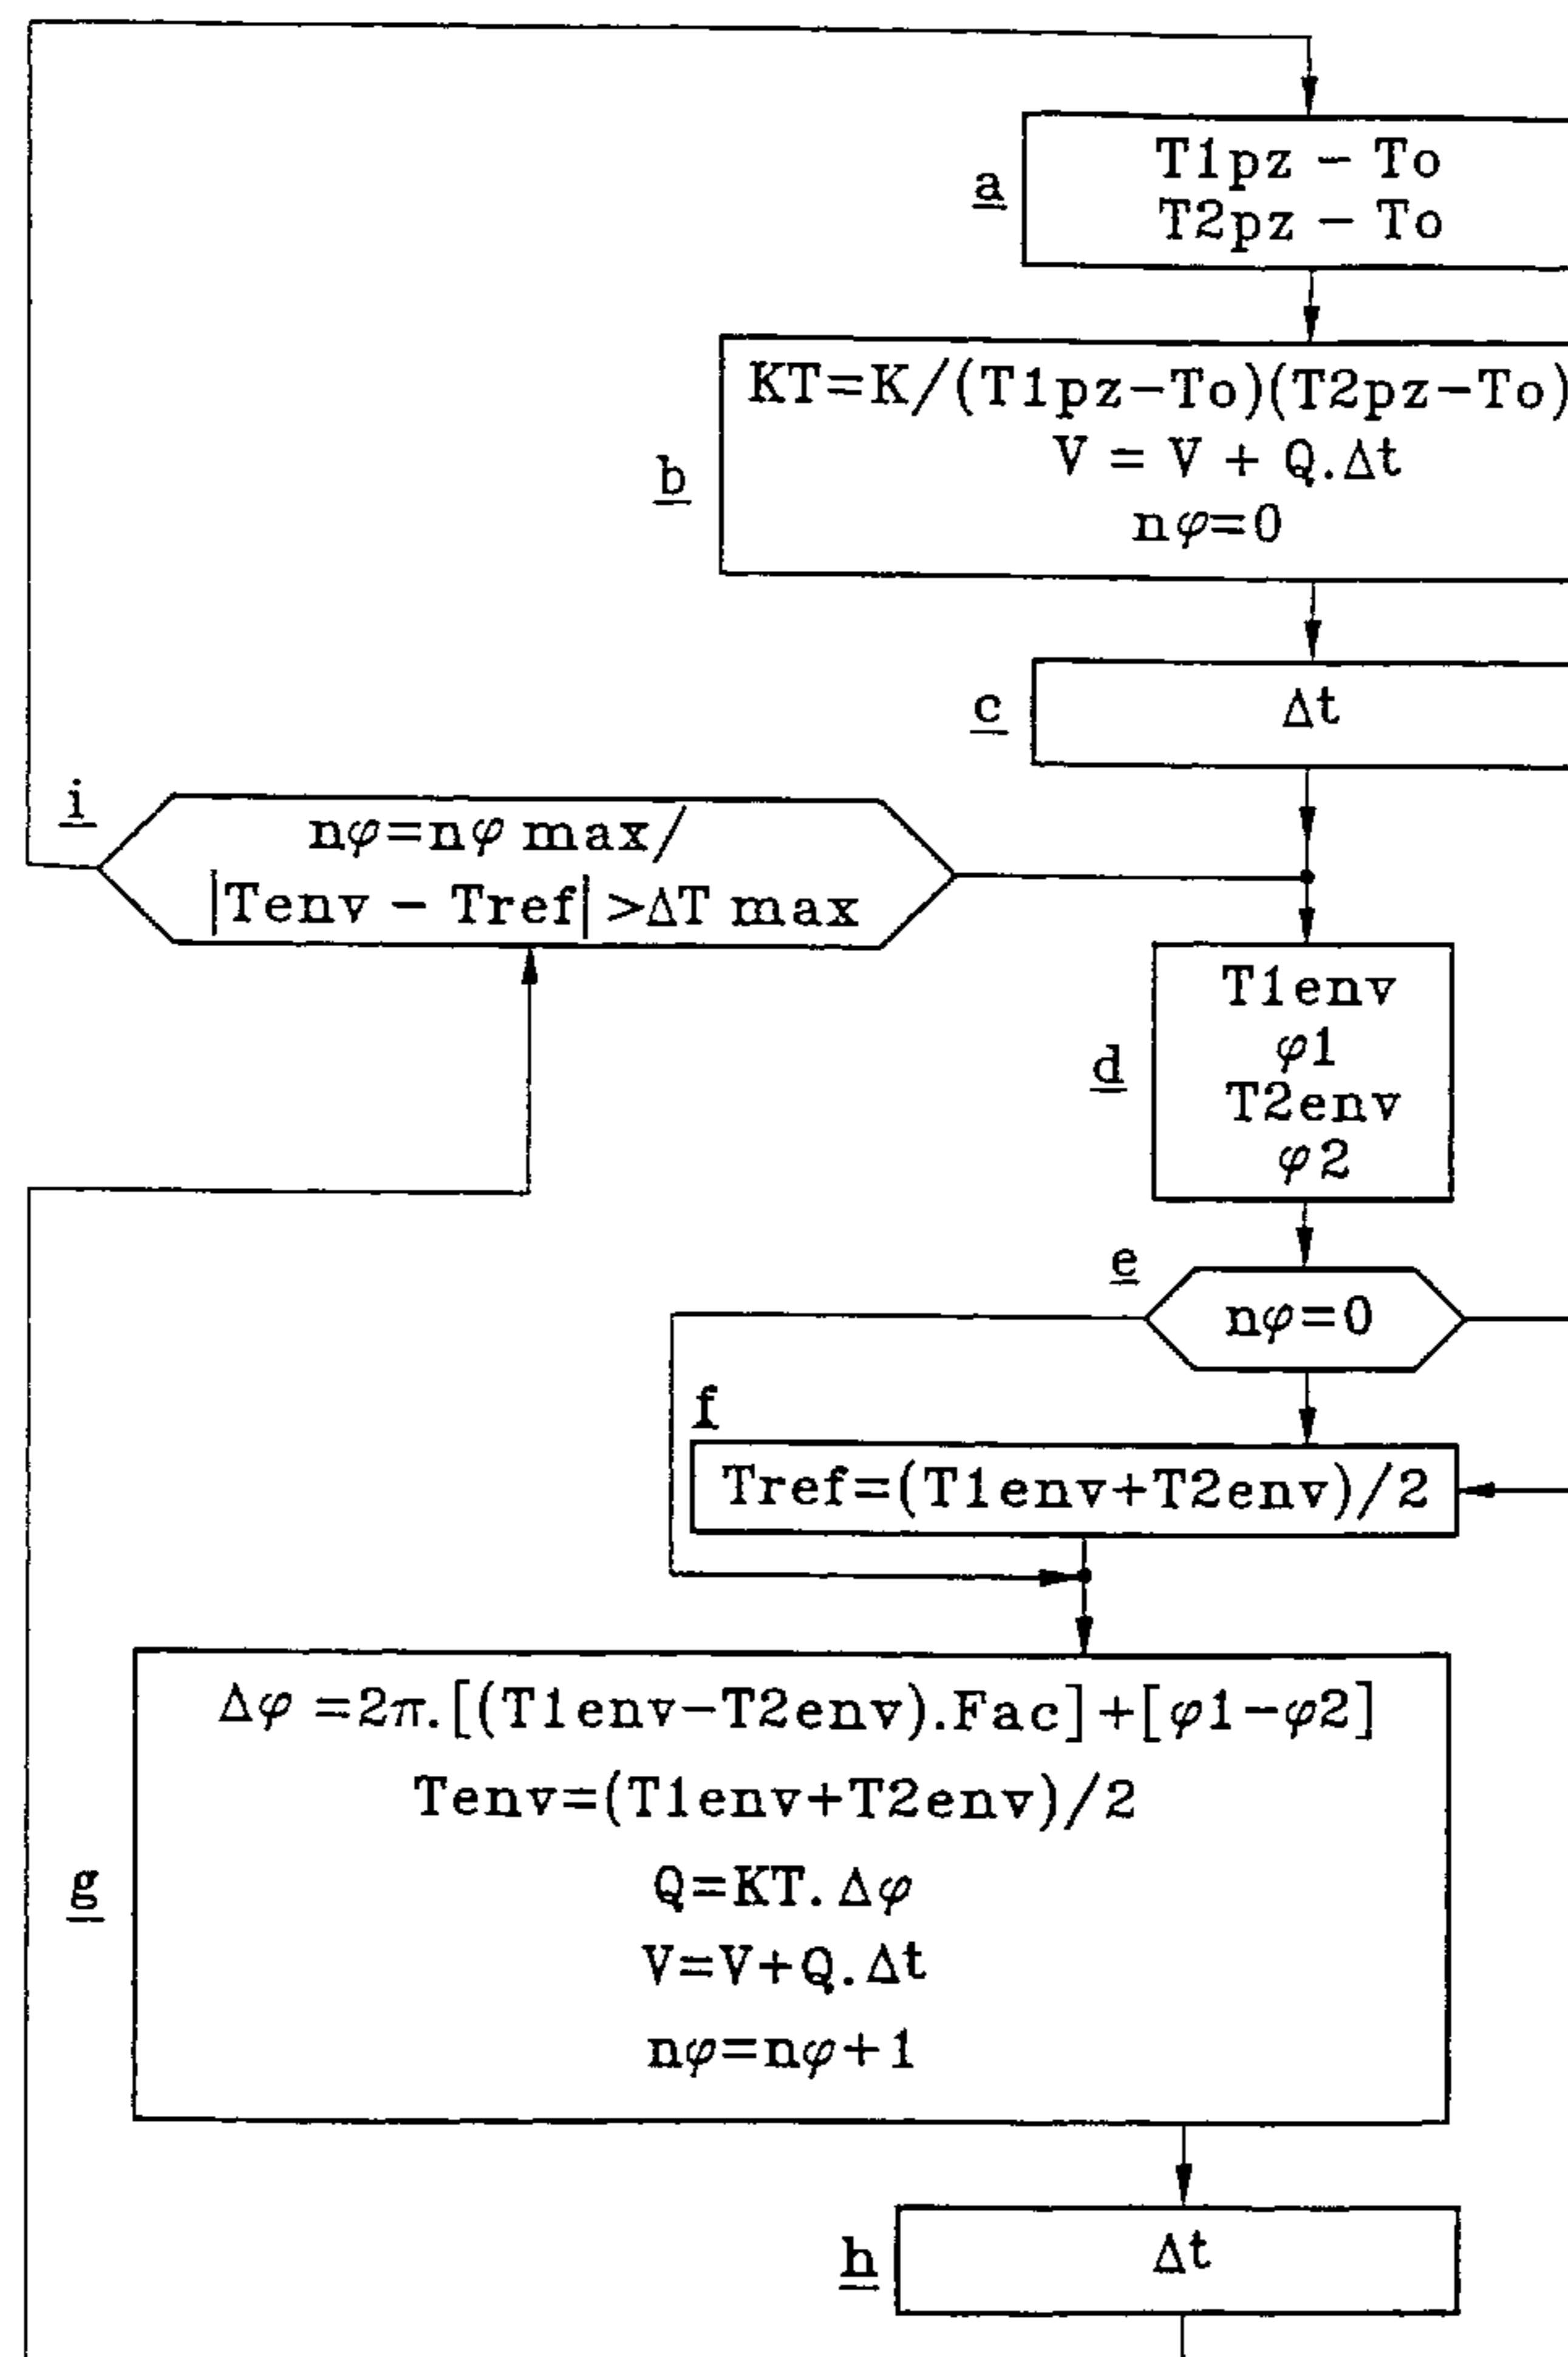 a
T1pz - To
T2pz - To
b
KT=K/(T1pz-To)(T2pz-To)
V = V + Q.Δt
nφ=0
c
Δt
i
nφ=nφ max/
|Tenv - Tref| >ΔT max
d
T1env
φ1
T2env
φ2
e
nφ=0
f
Tref=(T1env+T2env)/2
g
Δφ =2π.[(T1env-T2env).Fac]+[φ1-φ2]
Tenv=(T1env+T2env)/2
Q=KT.Δφ
V=V+Q.Δt
nφ=nφ+1
h
Δt